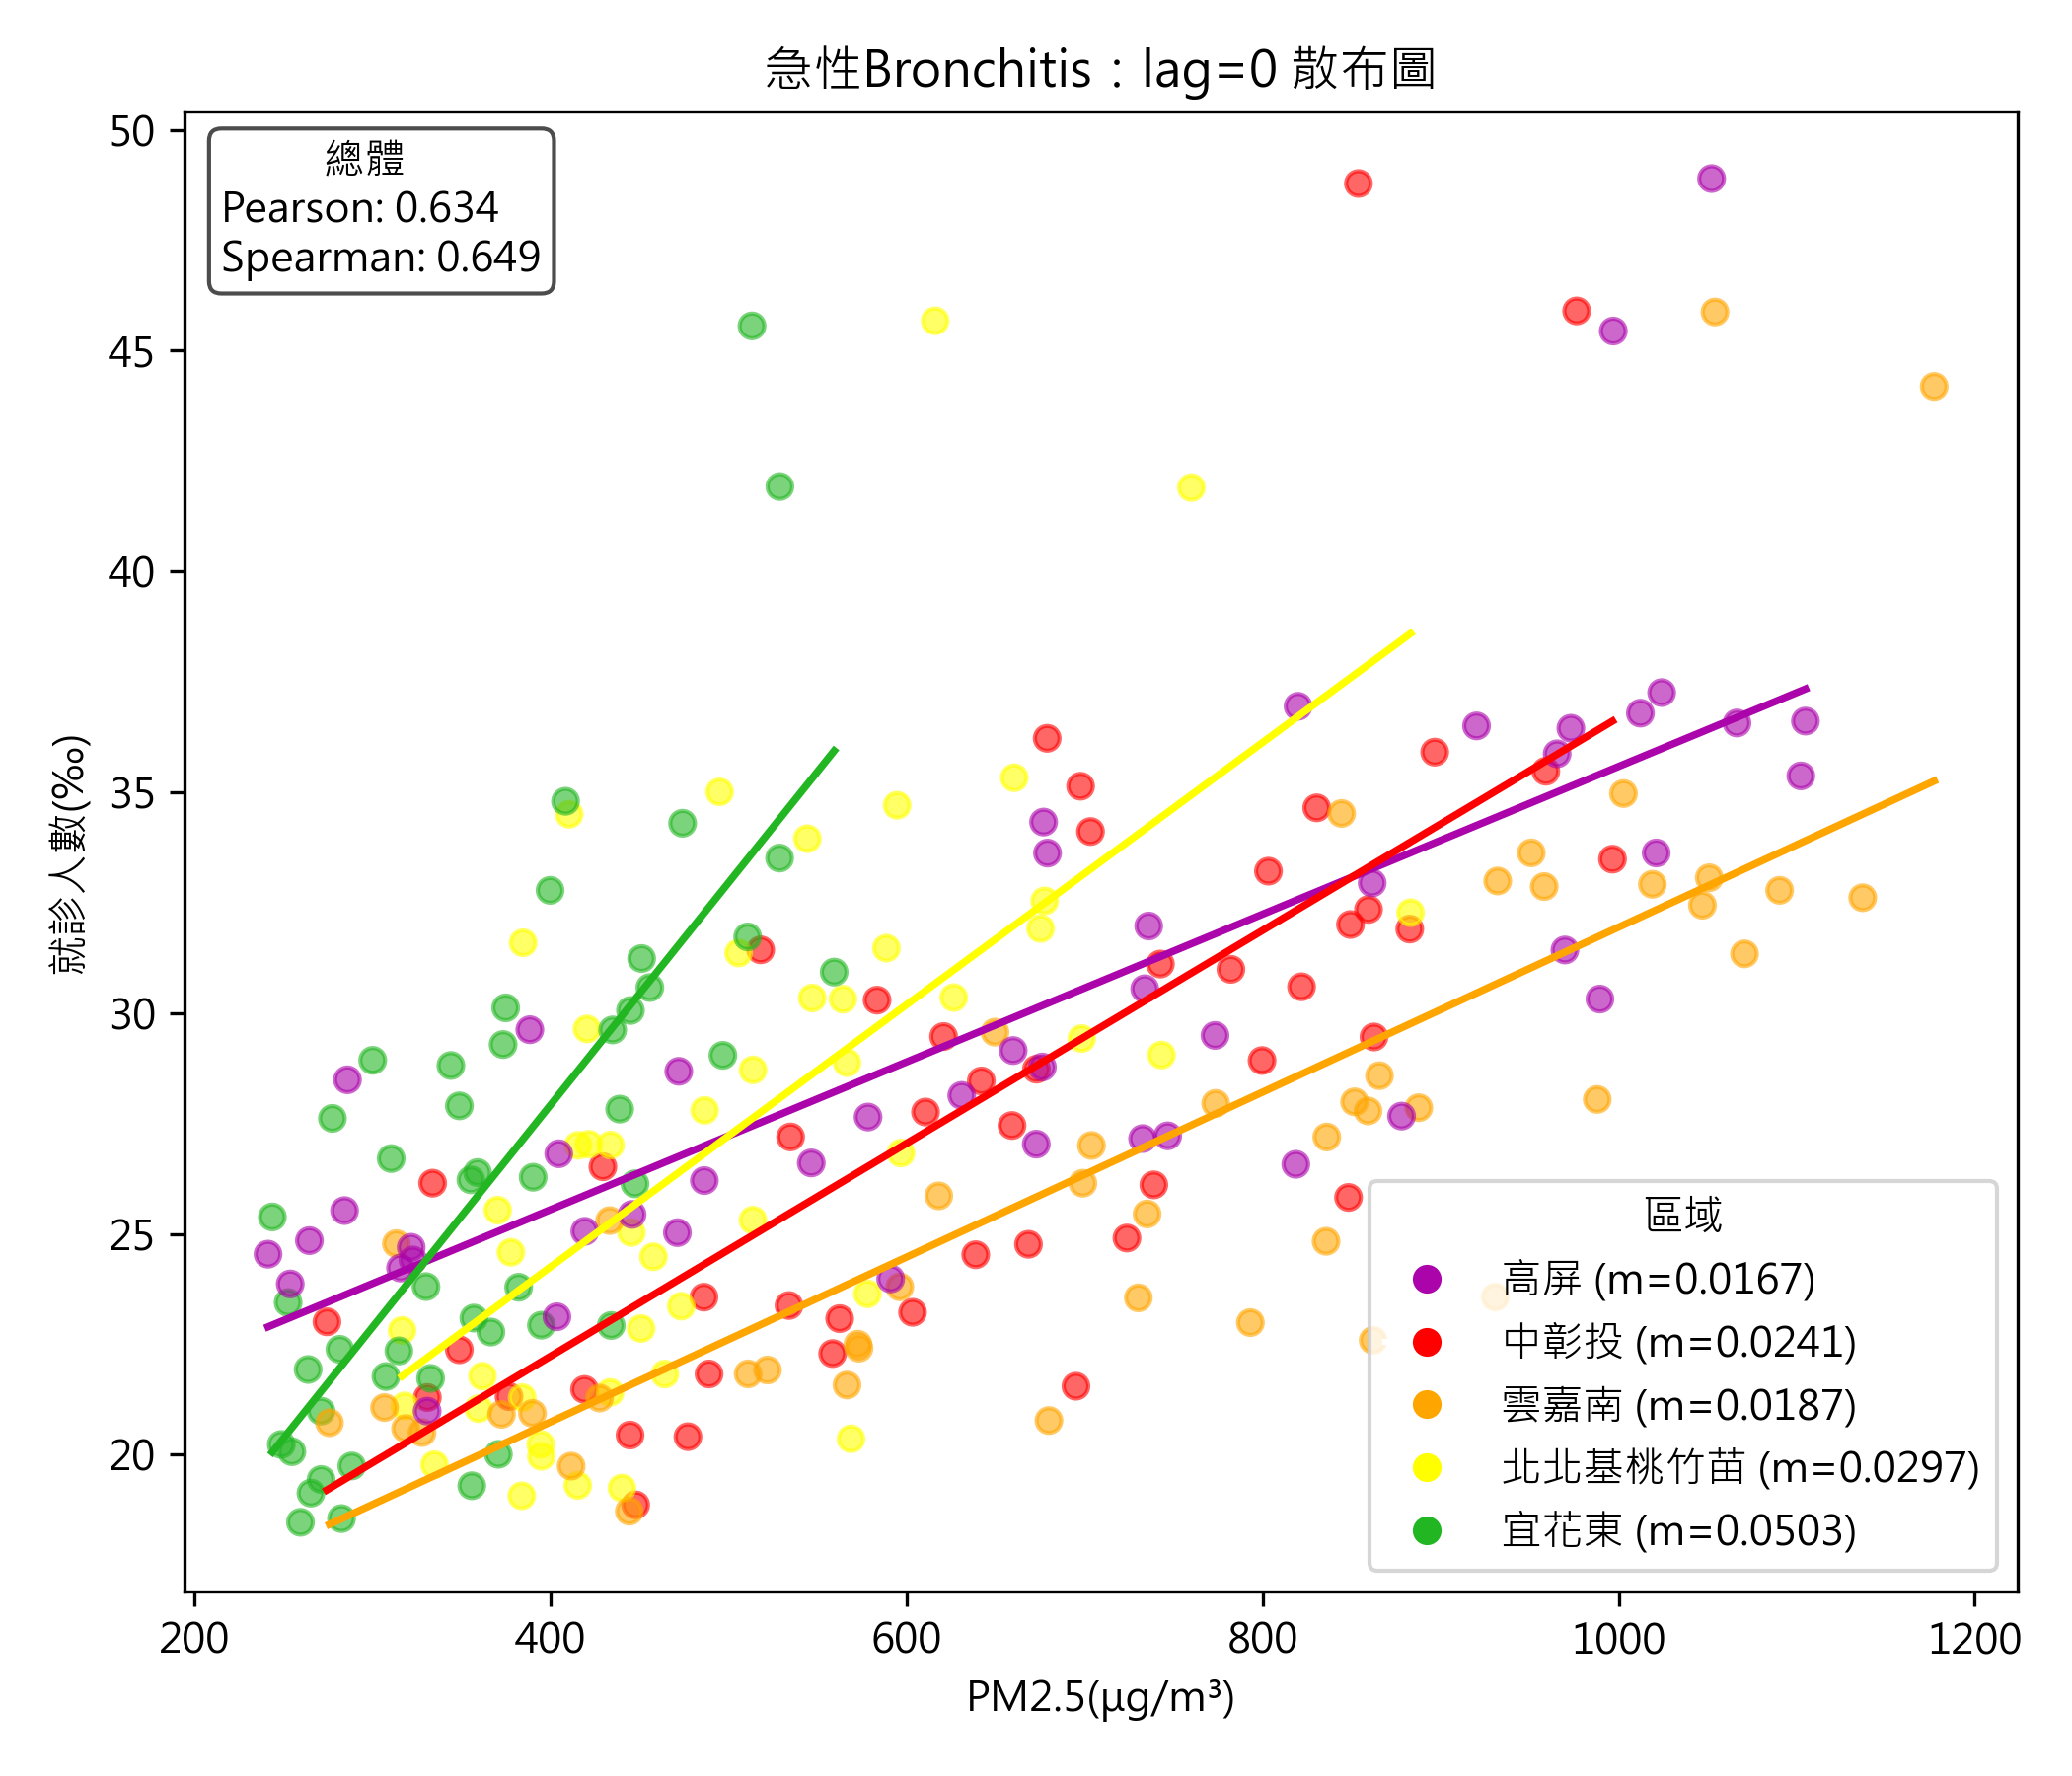 急性Bronchitis：lag=0 散布圖
總體
Pearson: 0.634
Spearman: 0.649
就診人數(‰)
50
45
40
35
30
25
20
200 400 600 800 1000 1200
PM2.5(μg/m³)
區域
高屏 (m=0.0167)
中彰投 (m=0.0241)
雲嘉南 (m=0.0187)
北北基桃竹苗 (m=0.0297)
宜花東 (m=0.0503)